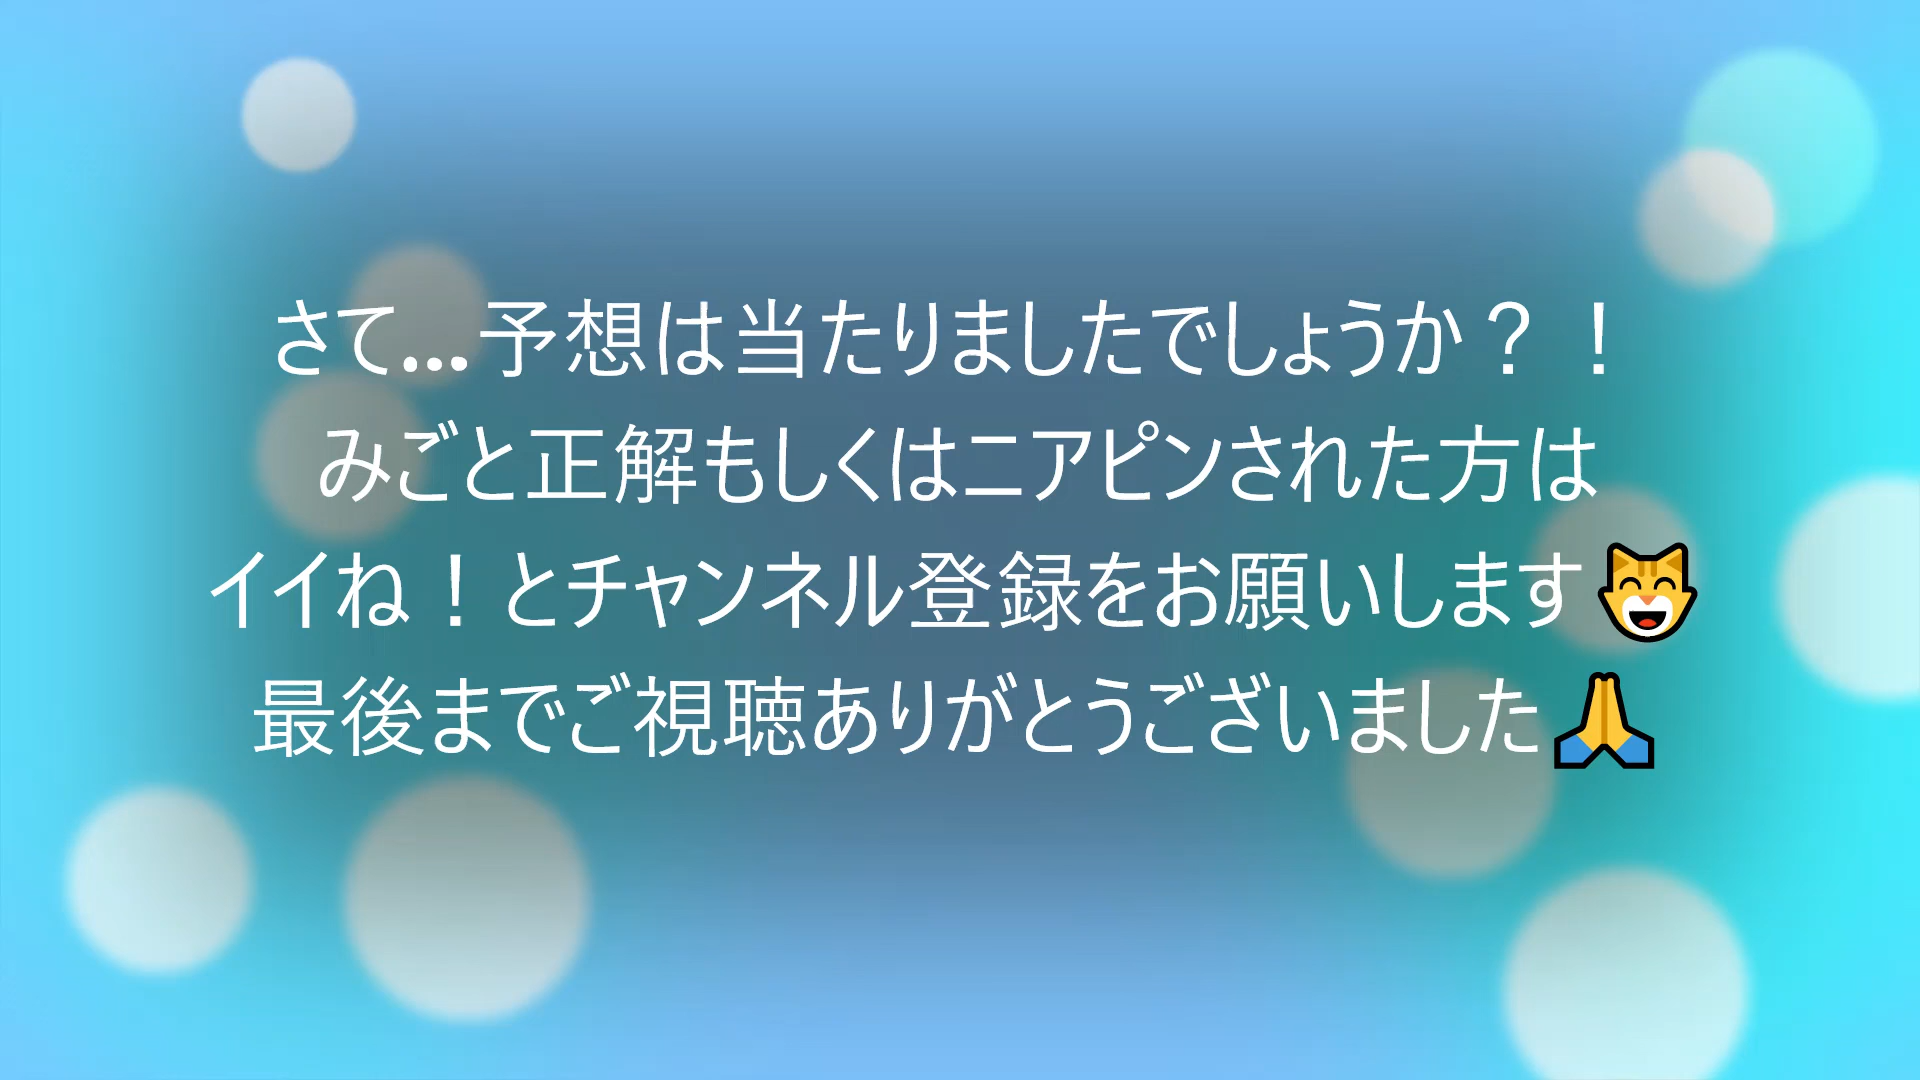 さて...予想は当たりましたでしょうか？！
みごと正解もしくはニアピンされた方は
イイね！とチャンネル登録をお願いします😸
最後までご視聴ありがとうございました🙏